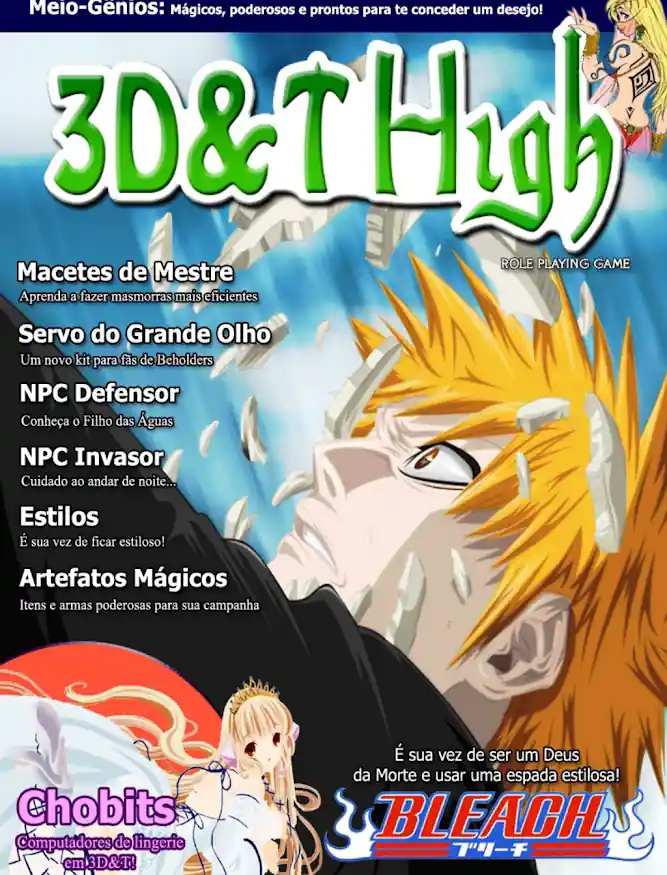 Meio-Gênios: Mágicos, poderosos e prontos para te conceder um desejo!
3D&T High
ROLE PLAYING GAME
Macetes de Mestre
Aprenda a fazer masmorras mais eficientes
Servo do Grande Olho
Um novo kit para fãs de Beholders
NPC Defensor
Conheça o Filho das Águas
NPC Invasor
Cuidado ao andar de noite...
Estilos
É sua vez de ficar estiloso!
Artefatos Mágicos
Itens e armas poderosas para sua campanha
É sua vez de ser um Deus
da Morte e usar uma espada estilosa!
BLEACH
ブリーチ
Chobits
Computadores de lingerie
em 3D&T!